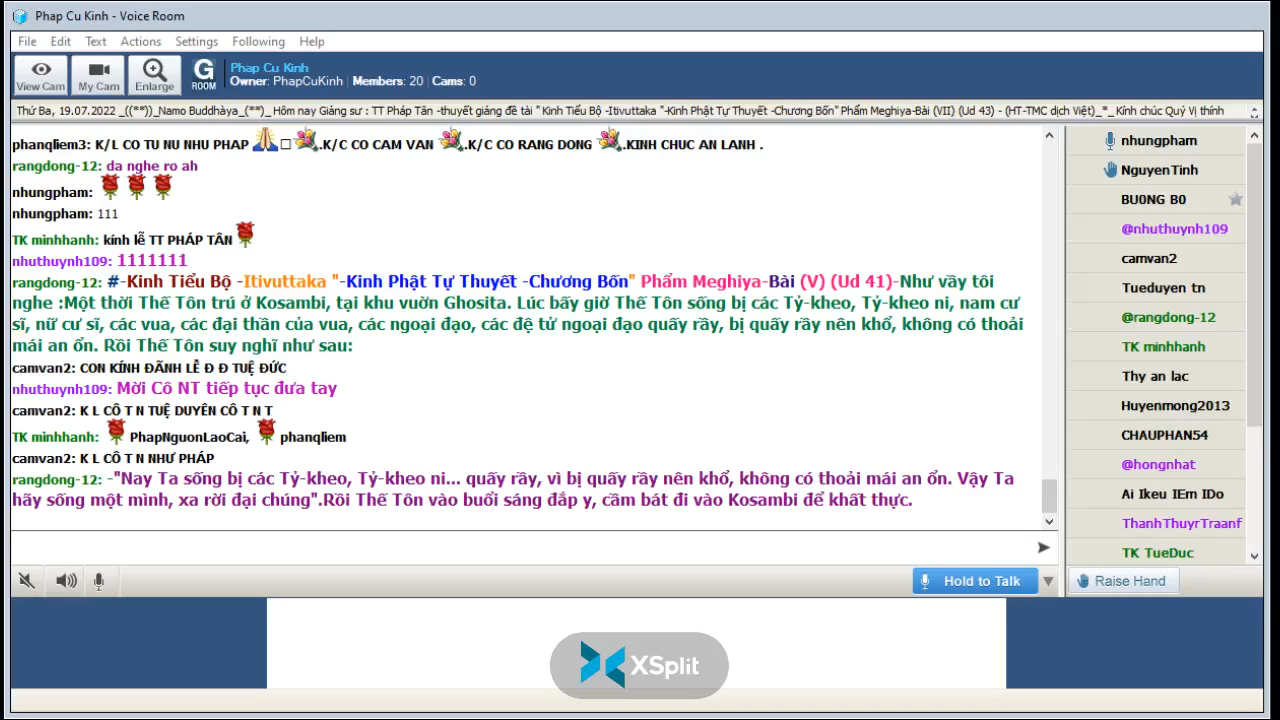 Phap Cu Kinh - Voice Room
File Edit Text Actions Settings Following Help
View Cam My Cam Enlarge G ROOM
Phap Cu Kinh
Owner: PhapCuKinh Members: 20 Cams: 0
Thứ Ba, 19.07.2022 _((**))_Namo Buddhàya_(**)_ Hôm nay Giảng sư : TT Pháp Tân -thuyết giảng đề tài " Kinh Tiểu Bộ -Itivuttaka "-Kinh Phật Tự Thuyết -Chương Bốn" Phẩm Meghiya-Bài (VII) (Ud 43) - (HT-TMC dịch Việt)_*_ Kính chúc Quý Vị thính
phanqliem3: K/L CO TU NU NHU PHAP .K/C CO CAM VAN .K/C CO RANG DONG .KINH CHUC AN LANH .
rangdong-12: da nghe ro ah
nhungpham:
nhungpham: 111
TK minhhanh: kính lễ TT PHÁP TÂN
nhuthuynh109: 1111111
rangdong-12: #-Kinh Tiểu Bộ -Itivuttaka "-Kinh Phật Tự Thuyết -Chương Bốn" Phẩm Meghiya-Bài (V) (Ud 41)-Như vầy tôi
nghe :Một thời Thế Tôn trú ở Kosambi, tại khu vuờn Ghosita. Lúc bấy giờ Thế Tôn sống bị các Tỷ-kheo, Tỷ-kheo ni, nam cư
sĩ, nữ cư sĩ, các vua, các đại thần của vua, các ngoại đạo, các đệ tử ngoại đạo quấy rầy, bị quấy rầy nên khổ, không có thoải
mái an ổn. Rồi Thế Tôn suy nghĩ như sau:
camvan2: CON KÍNH ĐÃNH LỄ Đ Đ TUỆ ĐỨC
nhuthuynh109: Mời Cô NT tiếp tục đưa tay
camvan2: K L CÔ T N TUỆ DUYÊN CÔ T N T
TK minhhanh: PhapNguonLaoCai, phanqliem
camvan2: K L CÔ T N NHƯ PHÁP
rangdong-12: -"Nay Ta sống bị các Tỷ-kheo, Tỷ-kheo ni... quấy rầy, vì bị quấy rầy nên khổ, không có thoải mái an ổn. Vậy Ta
hãy sống một mình, xa rời đại chúng".Rồi Thế Tôn vào buổi sáng đắp y, cầm bát đi vào Kosambi để khất thực.
nhungpham
NguyenTinh
BU0NG B0
@nhuthuynh109
camvan2
Tueduyen tn
@rangdong-12
TK minhhanh
Thy an lac
Huyenmong2013
CHAUPHAN54
@hongnhat
Ai Ikeu IEm IDo
ThanhThuyrTraanf
TK TueDuc
Hold to Talk
Raise Hand
XSplit